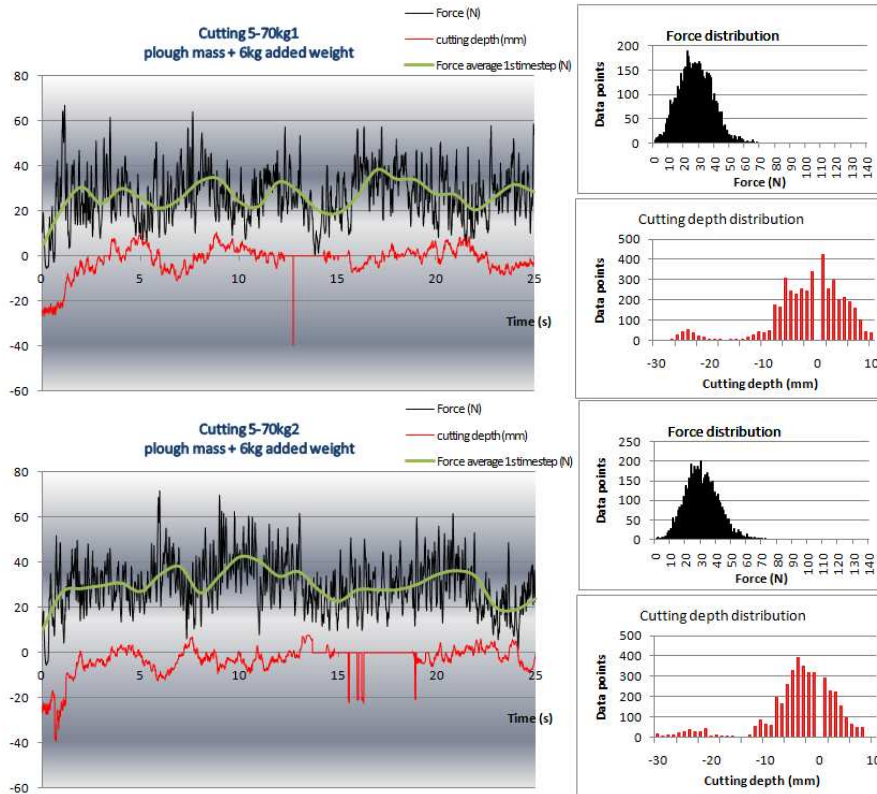 Cutting 5-70kg1
plough mass + 6kg added weight
Force (N)
cutting depth (mm)
Force average 1stimestep (N)
80
60
40
20
0
-20
-40
-60
0
5
10
15
20
25
Time (s)
Force distribution
Data points
200
150
100
50
0
0 10 20 30 40 50 60 70 80 90 100 110 120 130 140
Force (N)
Cutting depth distribution
Data points
500
400
300
200
100
0
-30 -20 -10 0 10
Cutting depth (mm)
Cutting 5-70kg2
plough mass + 6kg added weight
Force (N)
cutting depth (mm)
Force average 1stimestep (N)
80
60
40
20
0
-20
-40
-60
0
5
10
15
20
25
Time (s)
Force distribution
Data points
250
200
150
100
50
0
0 10 20 30 40 50 60 70 80 90 100 110 120 130 140
Force (N)
Cutting depth distribution
Data points
500
400
300
200
100
0
-30 -20 -10 0 10
Cutting depth (mm)